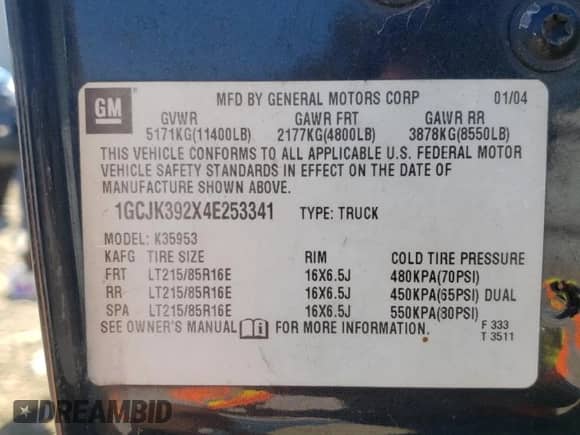 GM
MFD BY GENERAL MOTORS CORP 01/04
GVWR GAWR FRT GAWR RR
5171KG(11400LB) 2177KG(4800LB) 3878KG(8550LB)
THIS VEHICLE CONFORMS TO ALL APPLICABLE U.S. FEDERAL MOTOR
VEHICLE SAFETY STANDARDS IN EFFECT ON THE DATE OF
MANUFACTURE SHOWN ABOVE.
1GCJK392X4E253341 TYPE: TRUCK
MODEL: K35953
KAFG TIRE SIZE RIM COLD TIRE PRESSURE
FRT LT215/85R16E 16X6.5J 480KPA(70PSI)
RR LT215/85R16E 16X6.5J 450KPA(65PSI) DUAL
SPA LT215/85R16E 16X6.5J 550KPA(80PSI)
SEE OWNER'S MANUAL FOR MORE INFORMATION. F 333
T 3511
DREAMBID